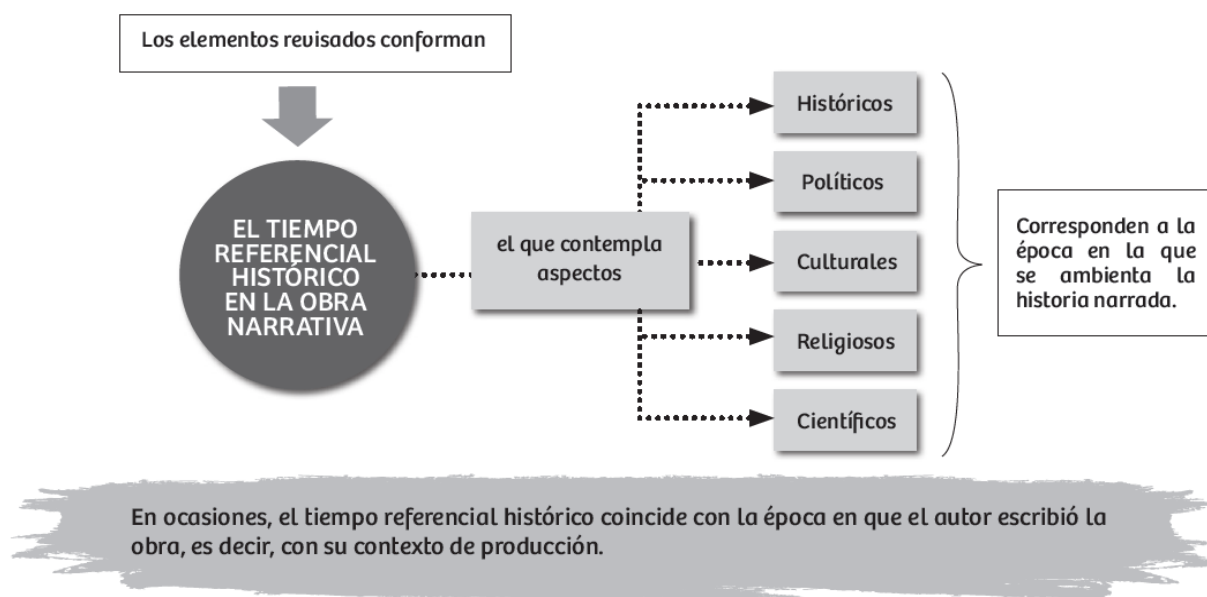 Los elementos revisados conforman
EL TIEMPO
REFERENCIAL
HISTÓRICO
EN LA OBRA
NARRATIVA
el que contempla
aspectos
Históricos
Políticos
Culturales
Religiosos
Científicos
Corresponden a la
época en la que
se ambienta la
historia narrada.
En ocasiones, el tiempo referencial histórico coincide con la época en que el autor escribió la
obra, es decir, con su contexto de producción.